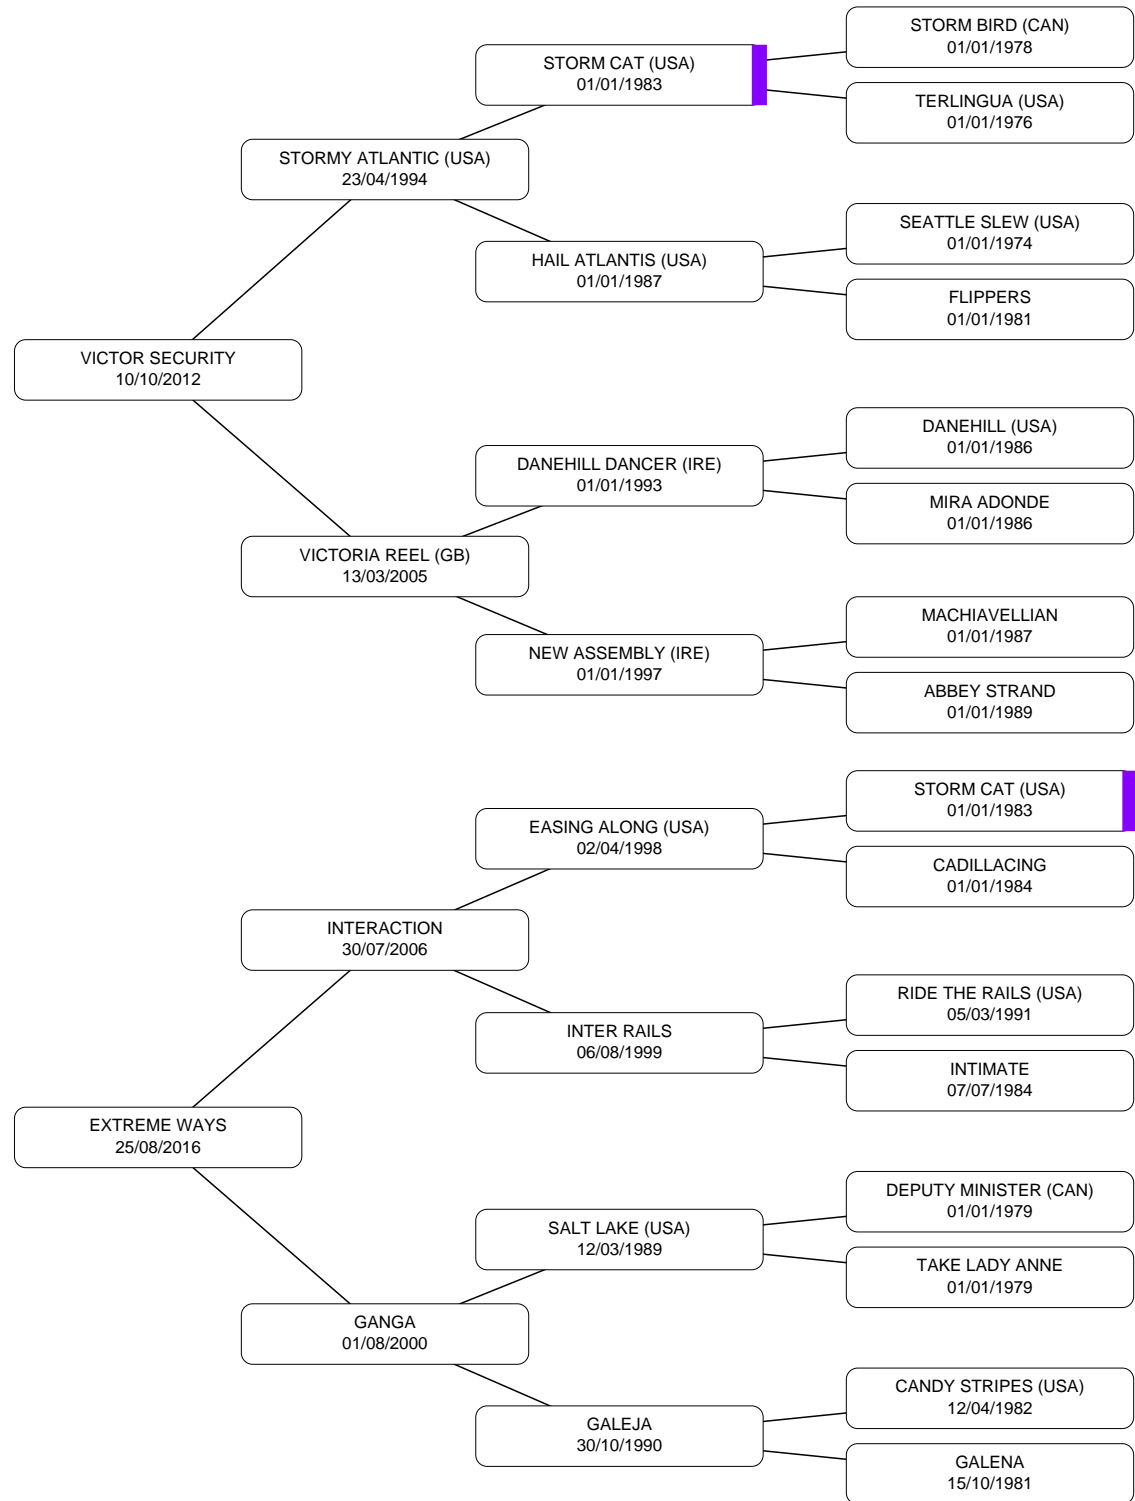 STORM BIRD (CAN)
01/01/1978
STORM CAT (USA)
01/01/1983
TERLINGUA (USA)
01/01/1976
STORMY ATLANTIC (USA)
23/04/1994
SEATTLE SLEW (USA)
01/01/1974
HAIL ATLANTIS (USA)
01/01/1987
FLIPPERS
01/01/1981
VICTOR SECURITY
10/10/2012
DANEHILL (USA)
01/01/1986
DANEHILL DANCER (IRE)
01/01/1993
MIRA ADONDE
01/01/1986
VICTORIA REEL (GB)
13/03/2005
MACHIAVELLIAN
01/01/1987
NEW ASSEMBLY (IRE)
01/01/1997
ABBEY STRAND
01/01/1989
STORM CAT (USA)
01/01/1983
EASING ALONG (USA)
02/04/1998
CADILLACING
01/01/1984
INTERACTION
30/07/2006
RIDE THE RAILS (USA)
05/03/1991
INTER RAILS
06/08/1999
INTIMATE
07/07/1984
EXTREME WAYS
25/08/2016
DEPUTY MINISTER (CAN)
01/01/1979
SALT LAKE (USA)
12/03/1989
TAKE LADY ANNE
01/01/1979
GANGA
01/08/2000
CANDY STRIPES (USA)
12/04/1982
GALEJA
30/10/1990
GALENA
15/10/1981